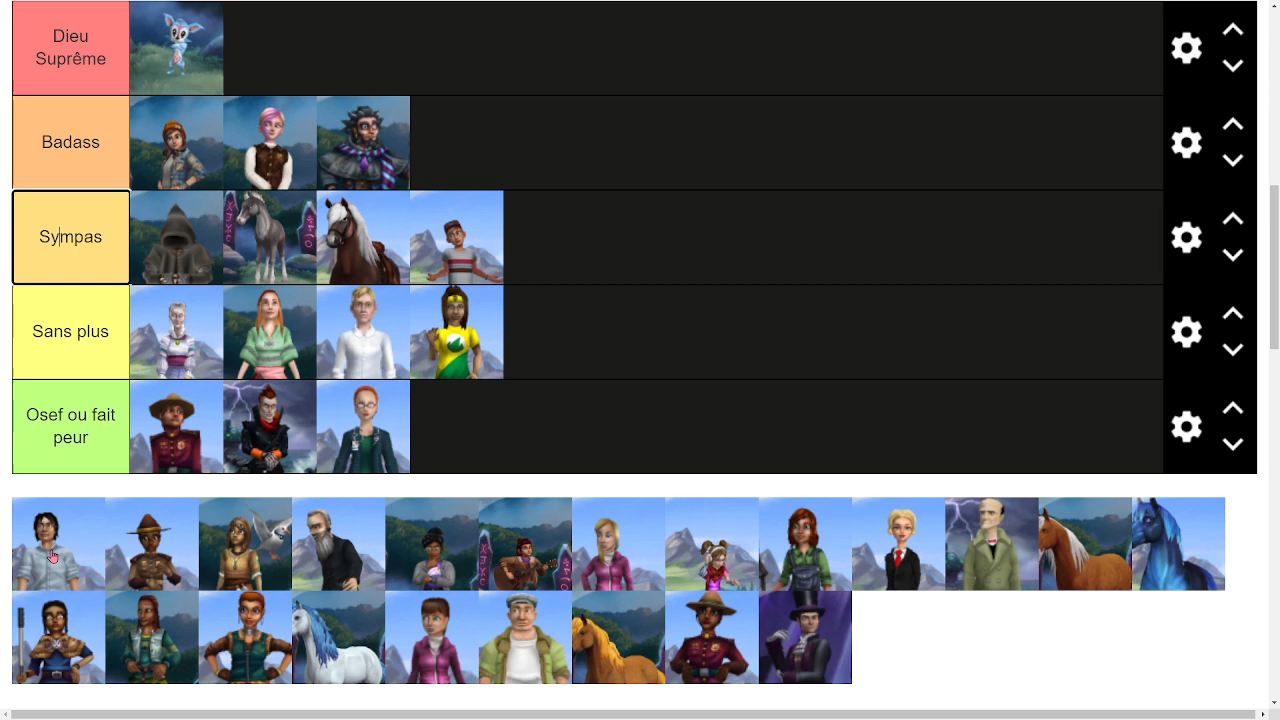 Dieu
Suprême
Badass
Sympas
Sans plus
Osef ou fait
peur